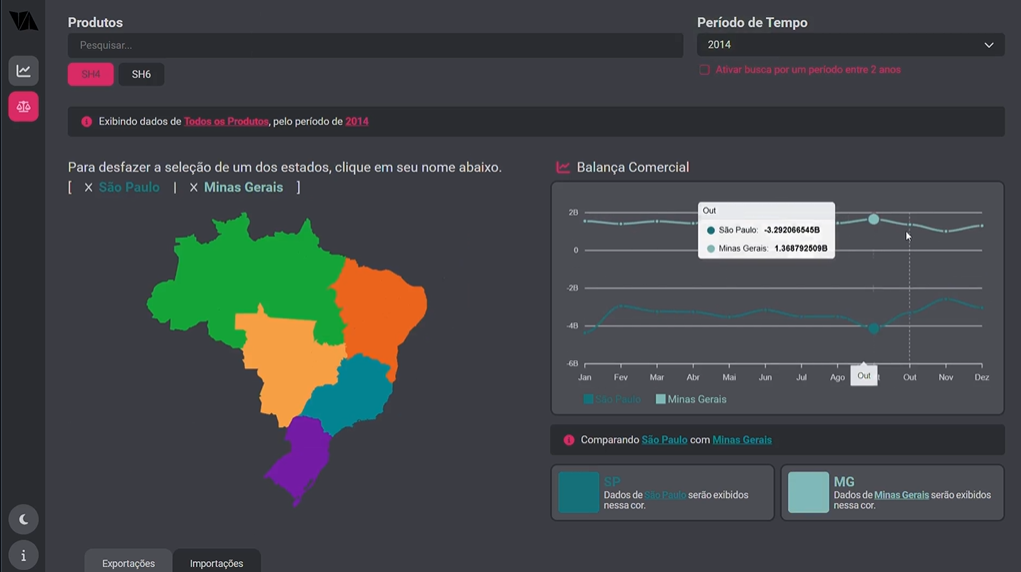 Produtos
Pesquisar...
SH4
SH6
Período de Tempo
2014
Ativar busca por um período entre 2 anos
Exibindo dados de Todos os Produtos, pelo período de 2014
Para desfazer a seleção de um dos estados, clique em seu nome abaixo.
[ × São Paulo | × Minas Gerais ]
Balança Comercial
2B
0
-2B
-4B
-6B
Out
São Paulo: -3.292066545B
Minas Gerais: 1.368792509B
Jan Fev Mar Abr Mai Jun Jul Ago Out Nov Dez
Out
São Paulo Minas Gerais
Comparando São Paulo com Minas Gerais
SP
Dados de São Paulo serão exibidos
nessa cor.
MG
Dados de Minas Gerais serão exibidos
nessa cor.
Exportações
Importações